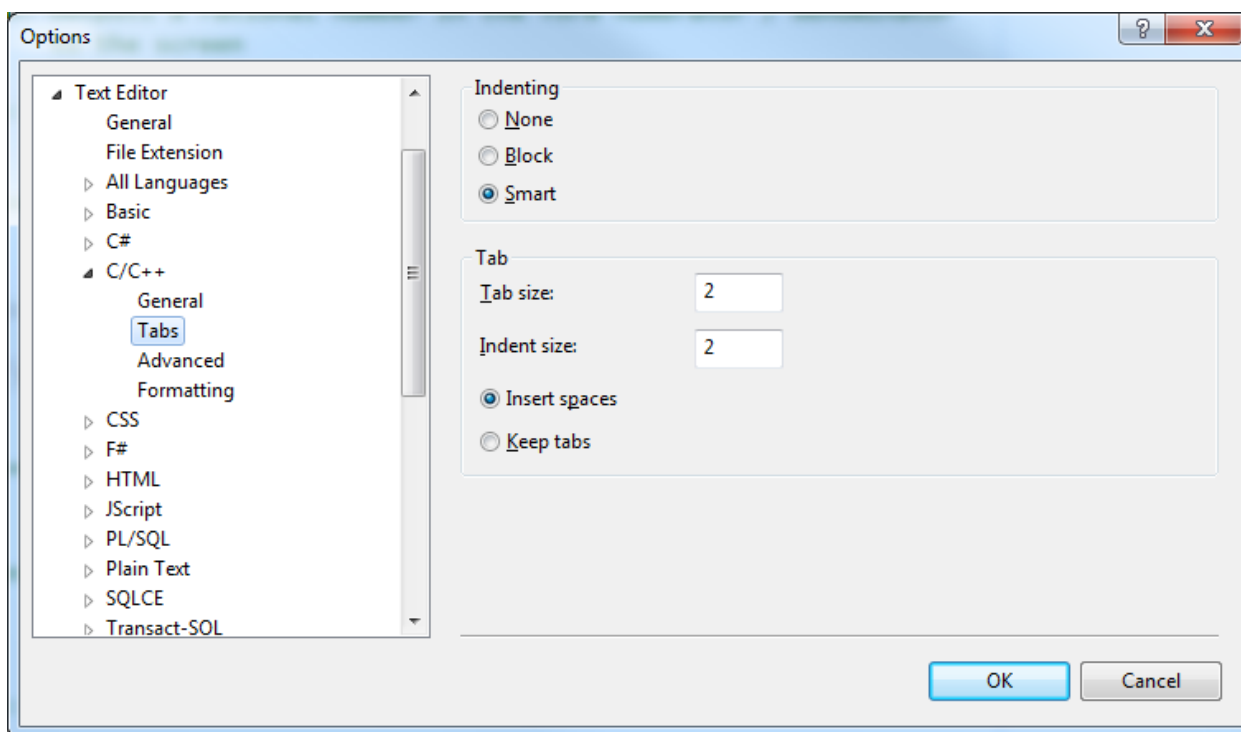 the screen
Options
Text Editor
General
File Extension
All Languages
Basic
C#
C/C++
General
Tabs
Advanced
Formatting
CSS
F#
HTML
JScript
PL/SQL
Plain Text
SQLCE
Transact-SQL
Indenting
None
Block
Smart
Tab
Tab size: 2
Indent size: 2
Insert spaces
Keep tabs
OK
Cancel